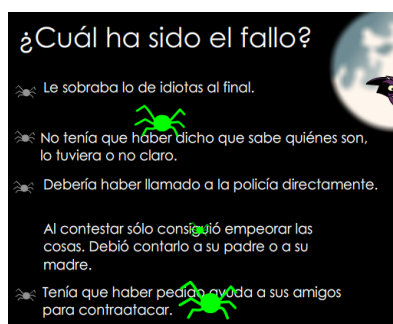 ¿Cuál ha sido el fallo?
Le sobraba lo de idiotas al final.
No tenía que haber dicho que sabe quiénes son,
lo tuviera o no claro.
Debería haber llamado a la policía directamente.
Al contestar sólo consiguió empeorar las
cosas. Debió contarlo a su padre o a su
madre.
Tenía que haber pedido ayuda a sus amigos
para contraatacar.